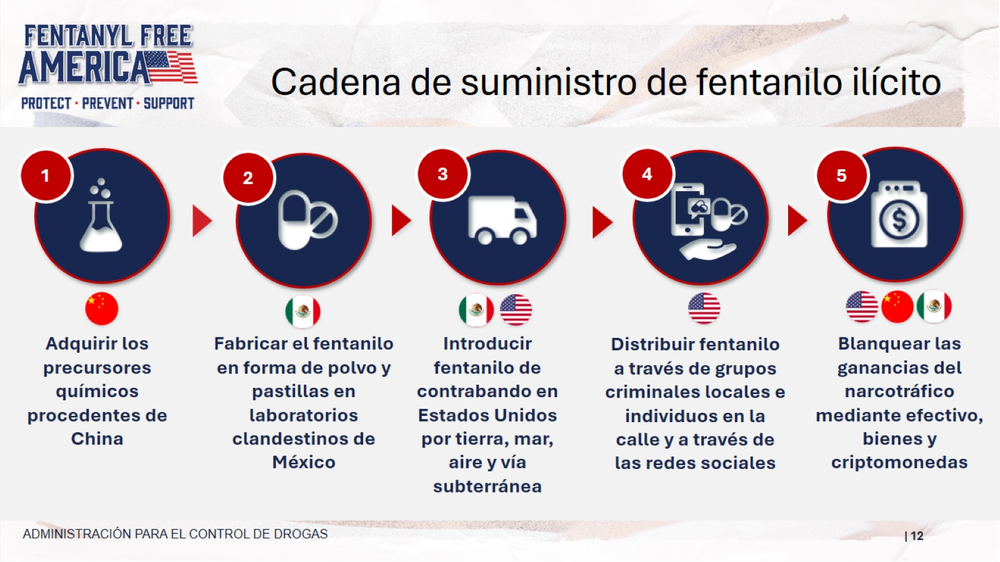 FENTANYL FREE
AMERICA
PROTECT · PREVENT · SUPPORT
Cadena de suministro de fentanilo ilícito
1
Adquirir los
precursores
químicos
procedentes de
China
2
Fabricar el fentanilo
en forma de polvo y
pastillas en
laboratorios
clandestinos de
México
3
Introducir
fentanilo de
contrabando en
Estados Unidos
por tierra, mar,
aire y vía
subterránea
4
Distribuir fentanilo
a través de grupos
criminales locales e
individuos en la
calle y a través de
las redes sociales
5
$
Blanquear las
ganancias del
narcotráfico
mediante efectivo,
bienes y
criptomonedas
ADMINISTRACIÓN PARA EL CONTROL DE DROGAS
| 12